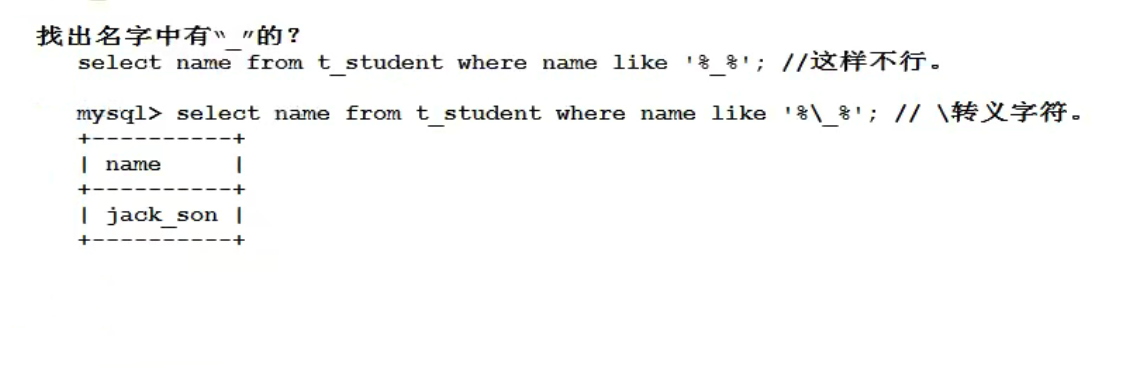 找出名字中有“_”的？
select name from t_student where name like '%_%'; //这样不行。
mysql> select name from t_student where name like '%\_%'; // \转义字符。
+----------+
| name     |
+----------+
| jack_son |
+----------+